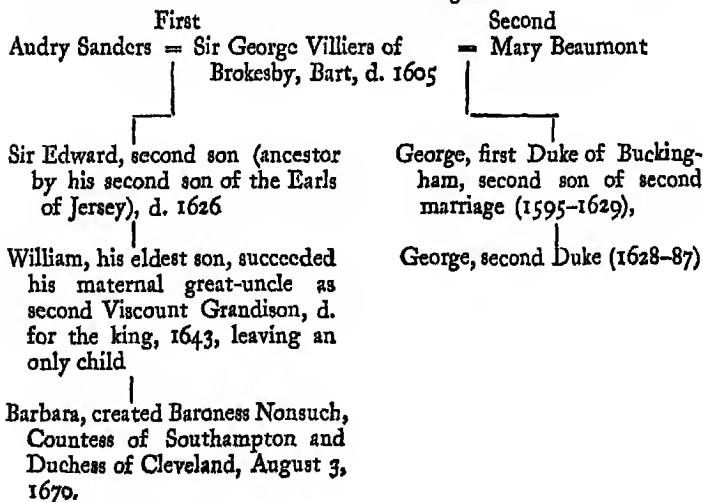 First Second
Audry Sanders = Sir George Villiers of = Mary Beaumont
Brokesby, Bart, d. 1605
Sir Edward, second son (ancestor
by his second son of the Earls
of Jersey), d. 1626
George, first Duke of Bucking-
ham, second son of second
marriage (1595–1629),
William, his eldest son, succeeded
his maternal great-uncle as
second Viscount Grandison, d.
for the king, 1643, leaving an
only child
George, second Duke (1628–87)
Barbara, created Baroness Nonsuch,
Countess of Southampton and
Duchess of Cleveland, August 3,
1670.